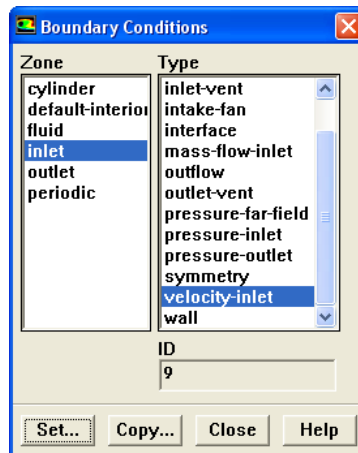 Boundary Conditions
Zone
cylinder
default-interior
fluid
inlet
outlet
periodic
Type
inlet-vent
intake-fan
interface
mass-flow-inlet
outflow
outlet-vent
pressure-far-field
pressure-inlet
pressure-outlet
symmetry
velocity-inlet
wall
ID
9
Set...
Copy...
Close
Help